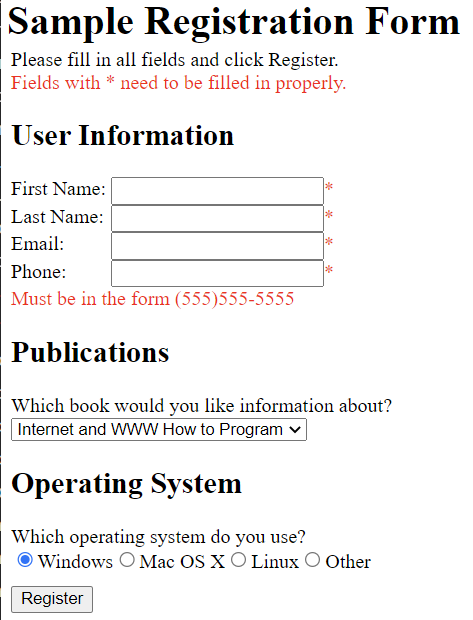 Sample Registration Form
Please fill in all fields and click Register.
Fields with * need to be filled in properly.
User Information
First Name: *
Last Name: *
Email: *
Phone: *
Must be in the form (555)555-5555
Publications
Which book would you like information about?
Internet and WWW How to Program
Operating System
Which operating system do you use?
Windows Mac OS X Linux Other
Register